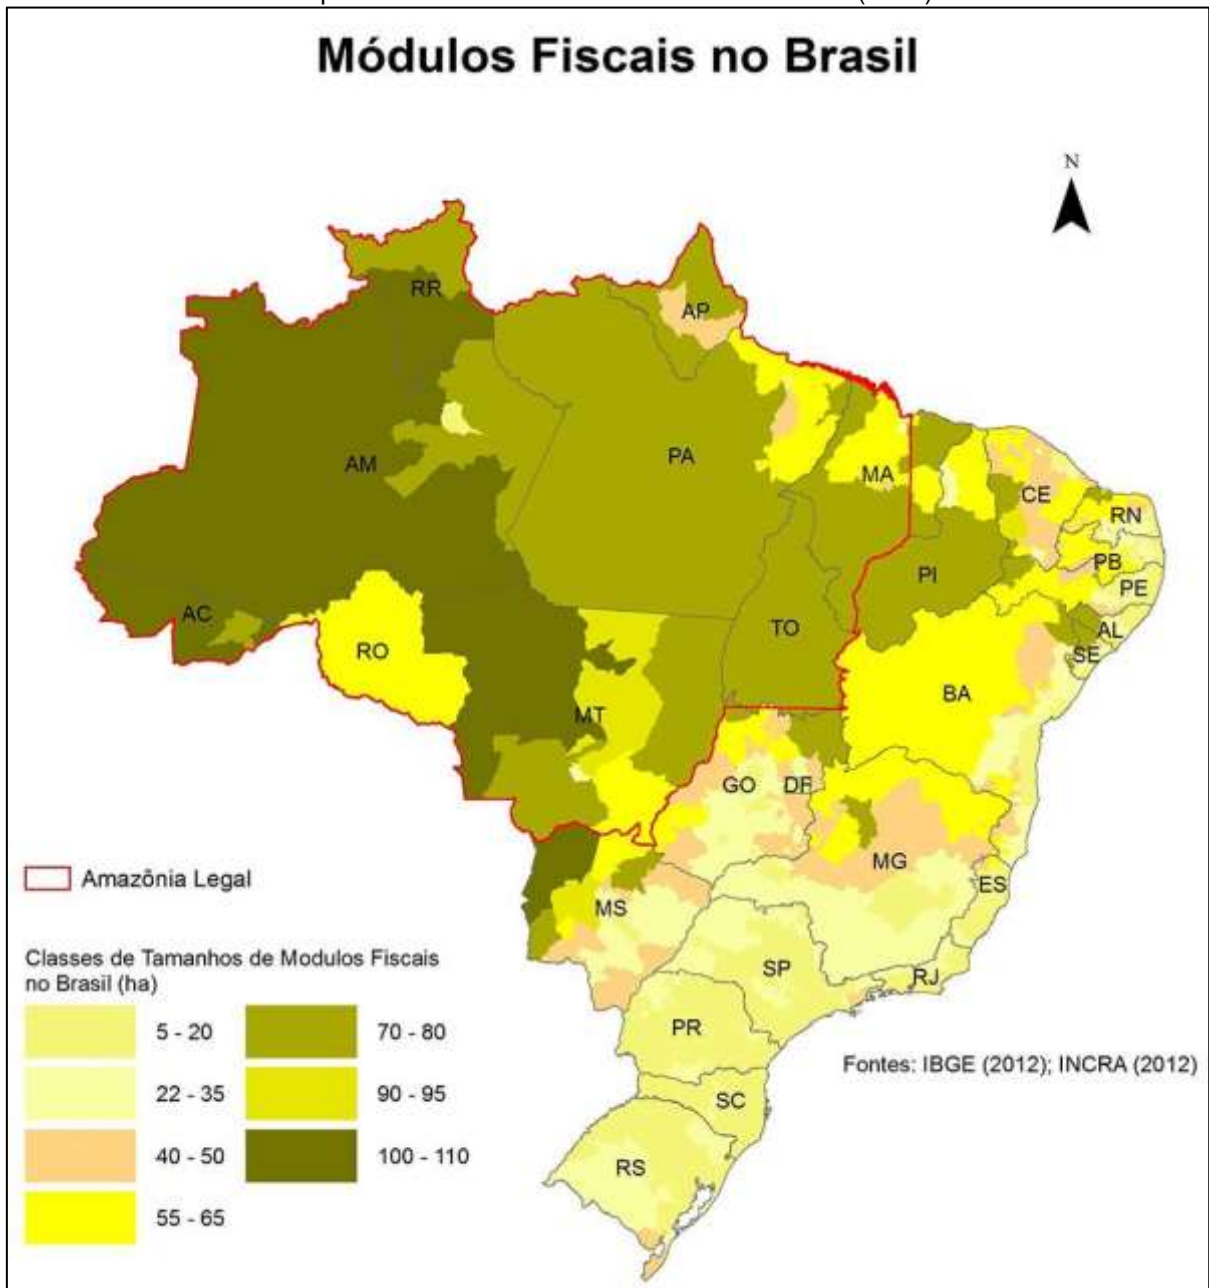 Módulos Fiscais no Brasil
N
RR
AP
AM
PA
MA
CE
RN
PB
PE
PI
AC
TO
AL
SE
RO
BA
MT
GO
DF
MG
ES
MS
SP
RJ
PR
SC
RS
Amazônia Legal
Classes de Tamanhos de Modulos Fiscais
no Brasil (ha)
5 - 20
70 - 80
22 - 35
90 - 95
40 - 50
100 - 110
55 - 65
Fontes: IBGE (2012); INCRA (2012)